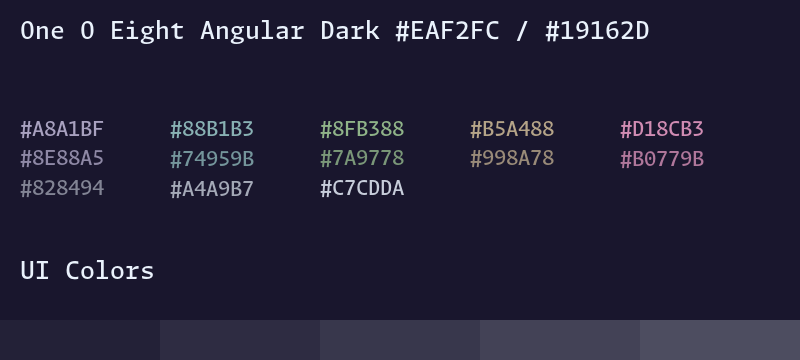 One O Eight Angular Dark #EAF2FC / #19162D
#A8A1BF #88B1B3 #8FB388 #B5A488 #D18CB3
#8E88A5 #74959B #7A9778 #998A78 #B0779B
#828494 #A4A9B7 #C7CDDA
UI Colors